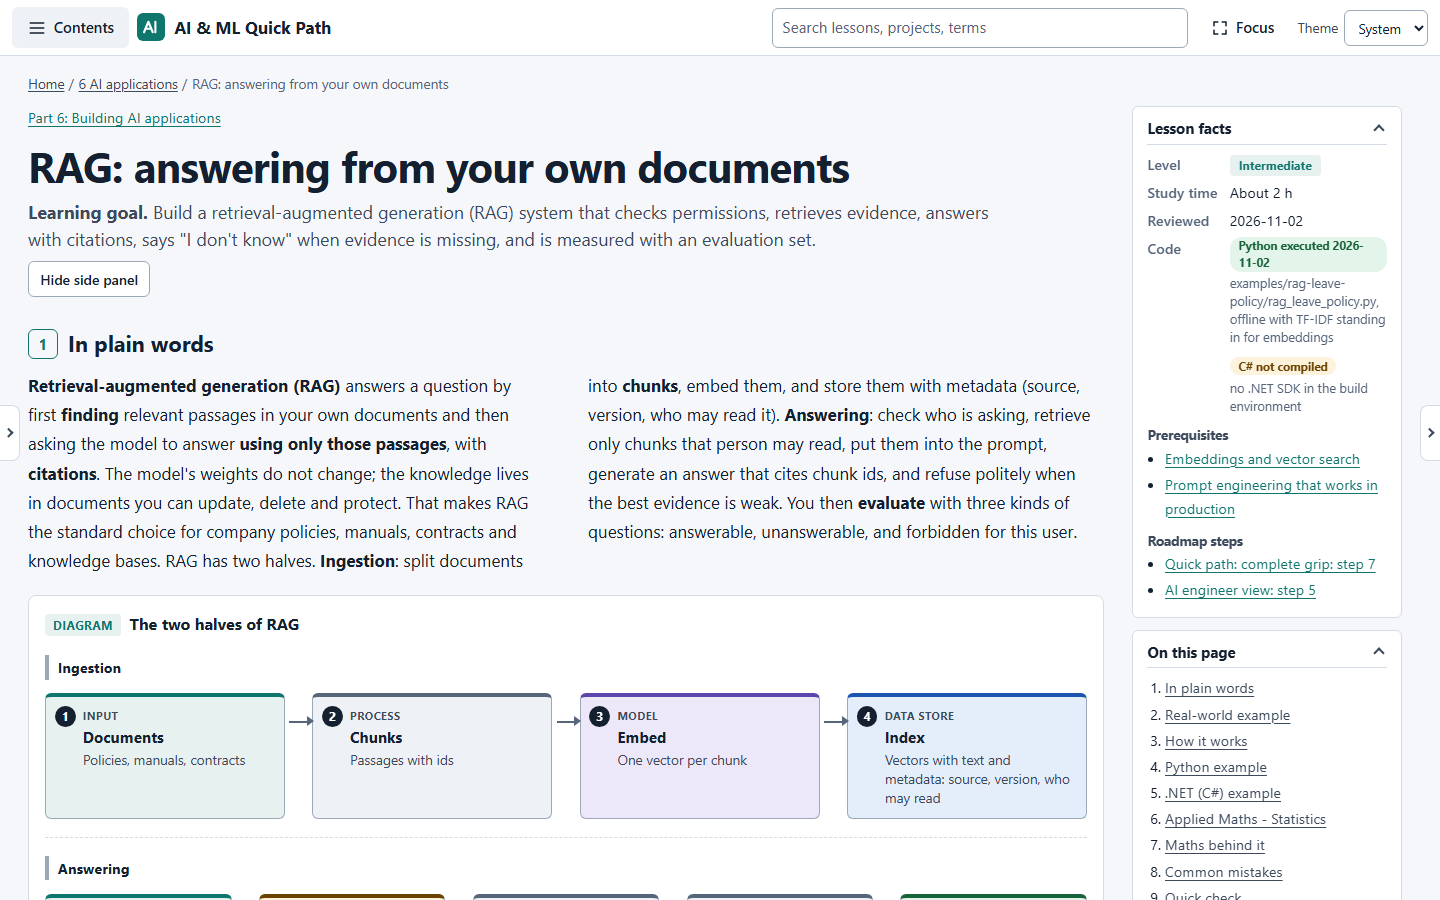 Contents
AI
AI & ML Quick Path
Search lessons, projects, terms
Focus
Theme
System
Home / 6 AI applications / RAG: answering from your own documents
Part 6: Building AI applications
RAG: answering from your own documents
Learning goal. Build a retrieval-augmented generation (RAG) system that checks permissions, retrieves evidence, answers
with citations, says "I don't know" when evidence is missing, and is measured with an evaluation set.
Hide side panel
1 In plain words
Retrieval-augmented generation (RAG) answers a question by
first finding relevant passages in your own documents and then
asking the model to answer using only those passages, with
citations. The model's weights do not change; the knowledge lives
in documents you can update, delete and protect. That makes RAG
the standard choice for company policies, manuals, contracts and
knowledge bases. RAG has two halves. Ingestion: split documents
into chunks, embed them, and store them with metadata (source,
version, who may read it). Answering: check who is asking, retrieve
only chunks that person may read, put them into the prompt,
generate an answer that cites chunk ids, and refuse politely when
the best evidence is weak. You then evaluate with three kinds of
questions: answerable, unanswerable, and forbidden for this user.
DIAGRAM The two halves of RAG
Ingestion
1 INPUT
Documents
Policies, manuals, contracts
2 PROCESS
Chunks
Passages with ids
3 MODEL
Embed
One vector per chunk
4 DATA STORE
Index
Vectors with text and
metadata: source, version, who
may read
Answering
Lesson facts
Level Intermediate
Study time About 2 h
Reviewed 2026-11-02
Code Python executed 2026-
11-02
examples/rag-leave-
policy/rag_leave_policy.py,
offline with TF-IDF standing
in for embeddings
C# not compiled
no .NET SDK in the build
environment
Prerequisites
Embeddings and vector search
Prompt engineering that works in
production
Roadmap steps
Quick path: complete grip: step 7
AI engineer view: step 5
On this page
1. In plain words
2. Real-world example
3. How it works
4. Python example
5. .NET (C#) example
6. Applied Maths - Statistics
7. Maths behind it
8. Common mistakes
9. Quick check